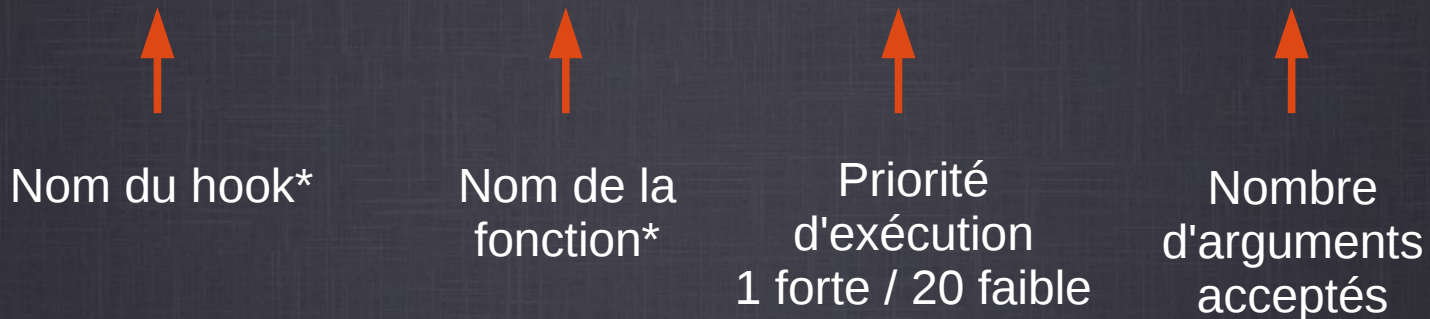 Nom du hook*
Nom de la
fonction*
Priorité
d'exécution
1 forte / 20 faible
Nombre
d'arguments
acceptés